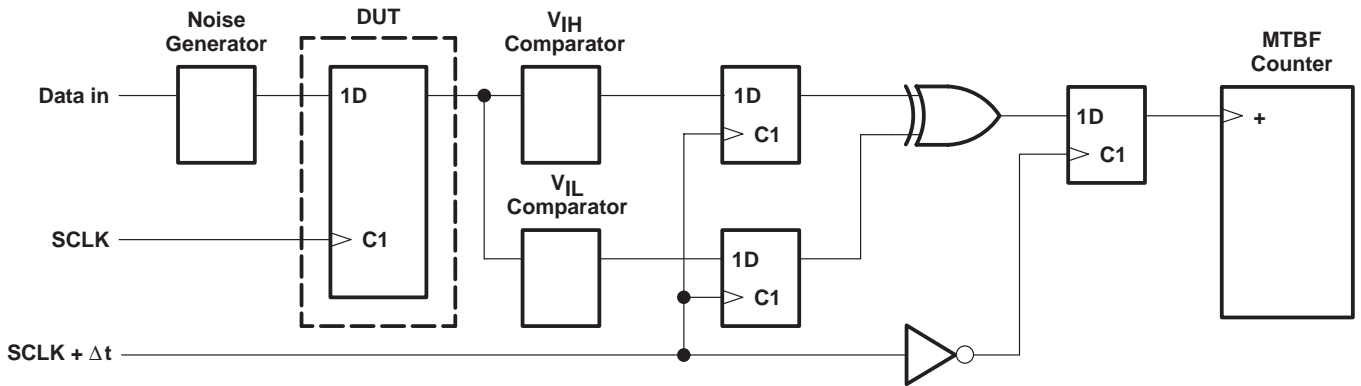 Noise
Generator
DUT
VIH
Comparator
MTBF
Counter
Data in
1D
1D
1D
+
C1
C1
VIL
Comparator
SCLK
C1
1D
C1
SCLK + Δt